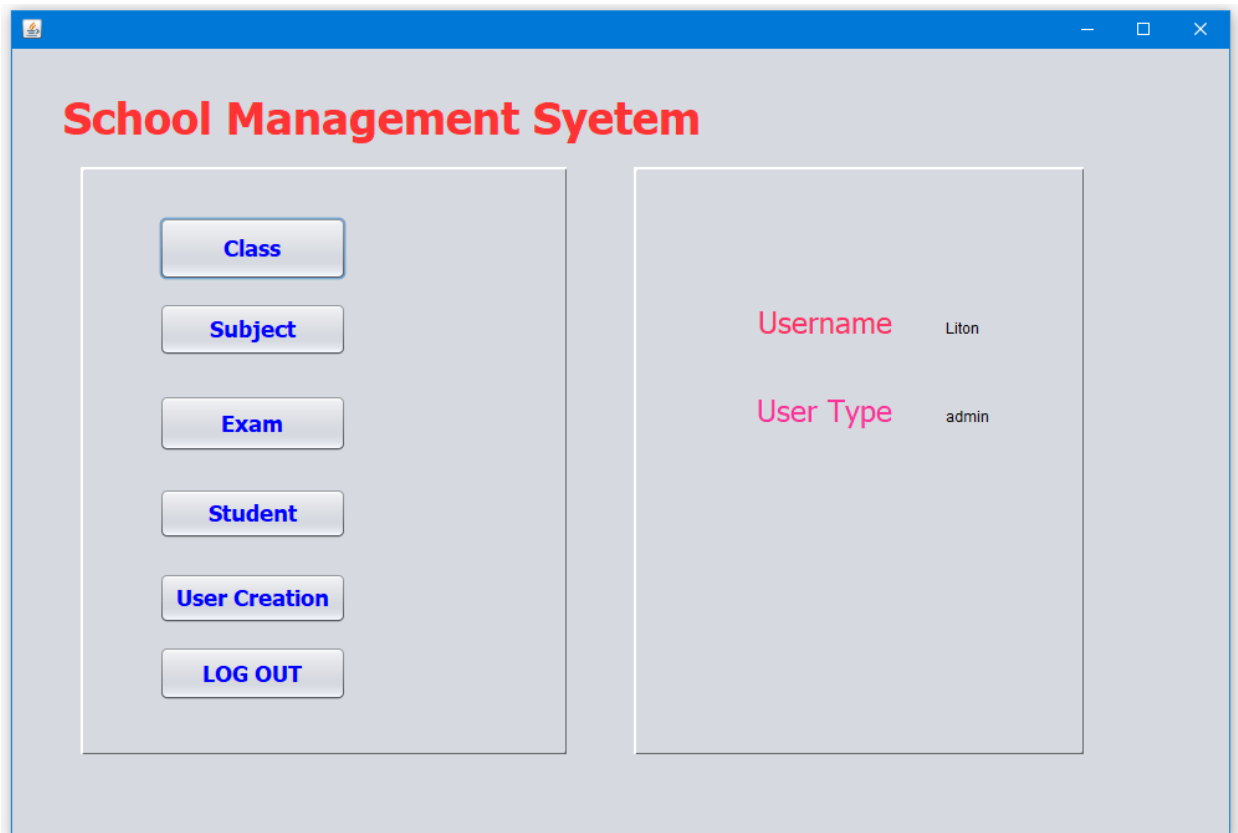 School Management Syetem
Class
Subject
Exam
Student
User Creation
LOG OUT
Username Liton
User Type admin